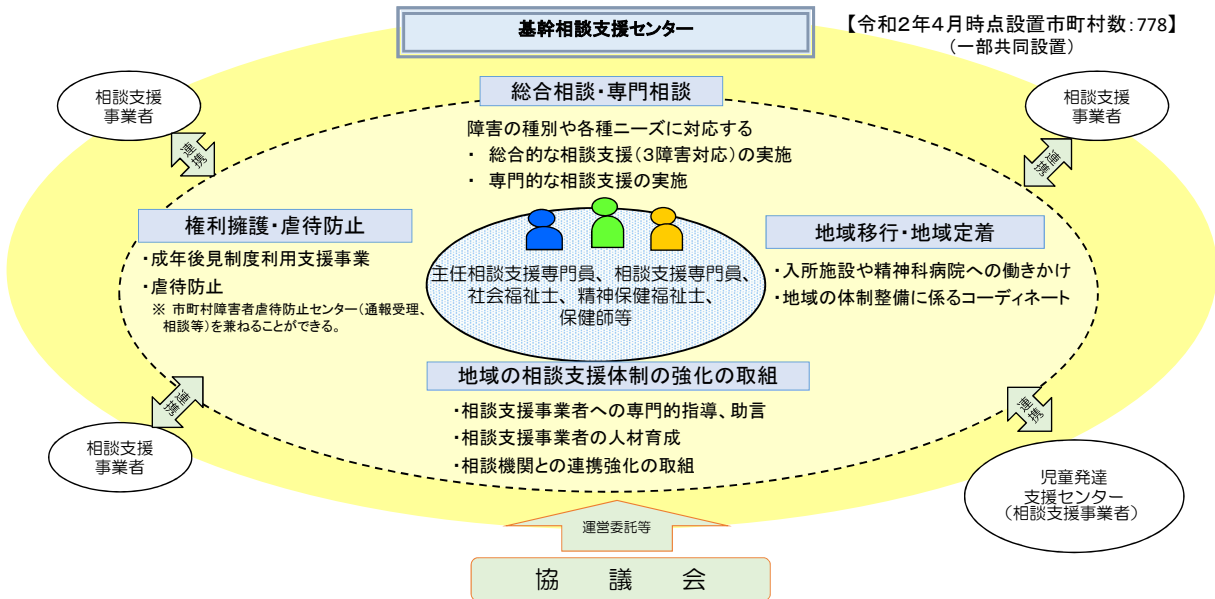 基幹相談支援センター
【令和２年４月時点設置市町村数：778】
（一部共同設置）
相談支援
事業者
連携
相談支援
事業者
連携
総合相談・専門相談
障害の種別や各種ニーズに対応する
・ 総合的な相談支援（３障害対応）の実施
・ 専門的な相談支援の実施
権利擁護・虐待防止
・成年後見制度利用支援事業
・虐待防止
※ 市町村障害者虐待防止センター（通報受理、
相談等）を兼ねることができる。
主任相談支援専門員、相談支援専門員、
社会福祉士、精神保健福祉士、
保健師等
地域移行・地域定着
・入所施設や精神科病院への働きかけ
・地域の体制整備に係るコーディネート
地域の相談支援体制の強化の取組
・相談支援事業者への専門的指導、助言
・相談支援事業者の人材育成
・相談機関との連携強化の取組
連携
相談支援
事業者
連携
児童発達
支援センター
（相談支援事業者）
運営委託等
協 議 会